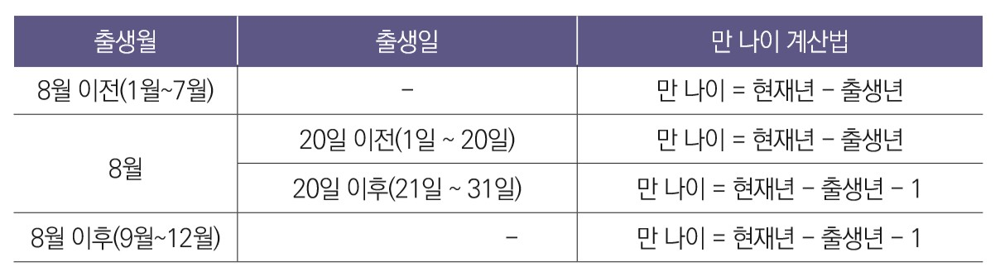 출생월 출생일 만 나이 계산법
8월 이전(1월~7월) – 만 나이 = 현재년 – 출생년
8월 20일 이전(1일 ~ 20일) 만 나이 = 현재년 – 출생년
20일 이후(21일 ~ 31일) 만 나이 = 현재년 – 출생년 – 1
8월 이후(9월~12월) – 만 나이 = 현재년 – 출생년 – 1